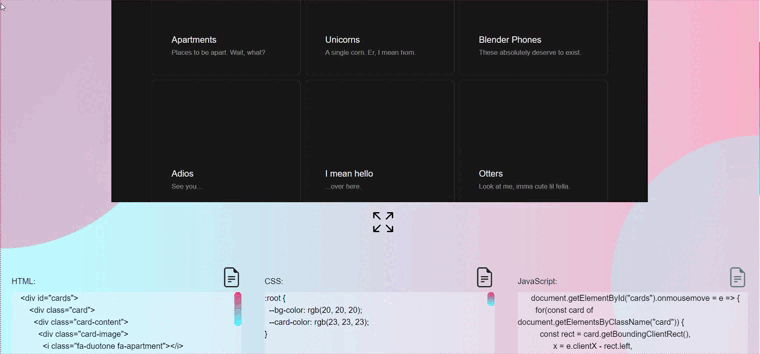 Apartments
Places to be apart. Wait, what?
Unicorns
A single corn. Er, I mean horn.
Blender Phones
These absolutely deserve to exist.
Adios
See you...
I mean hello
...over here.
Otters
Look at me, imma cute lil fella.
HTML:
<div id="cards">
<div class="card">
<div class="card-content">
<div class="card-image">
<i class="fa-duotone fa-apartment"></i>
CSS:
:root {
--bg-color: rgb(20, 20, 20);
--card-color: rgb(23, 23, 23);
}
JavaScript:
document.getElementById("cards").onmousemove = e => {
for(const card of
document.getElementsByClassName("card")) {
const rect = card.getBoundingClientRect(),
x = e.clientX - rect.left,